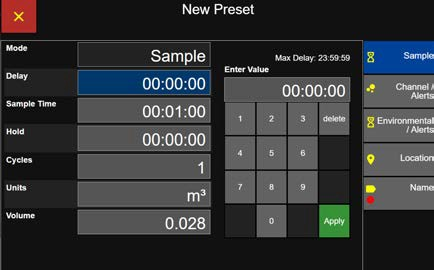 New Preset
Mode
Sample
Max Delay: 23:59:59
Delay
00:00:00
Enter Value
00:00:00
Sample Time
00:01:00
1
2
3
delete
Hold
00:00:00
4
5
6
Cycles
1
7
8
9
Units
m³
Volume
0.028
0
Apply
Sample
Channel /
Alerts
Environmental
/ Alerts
Location
Name